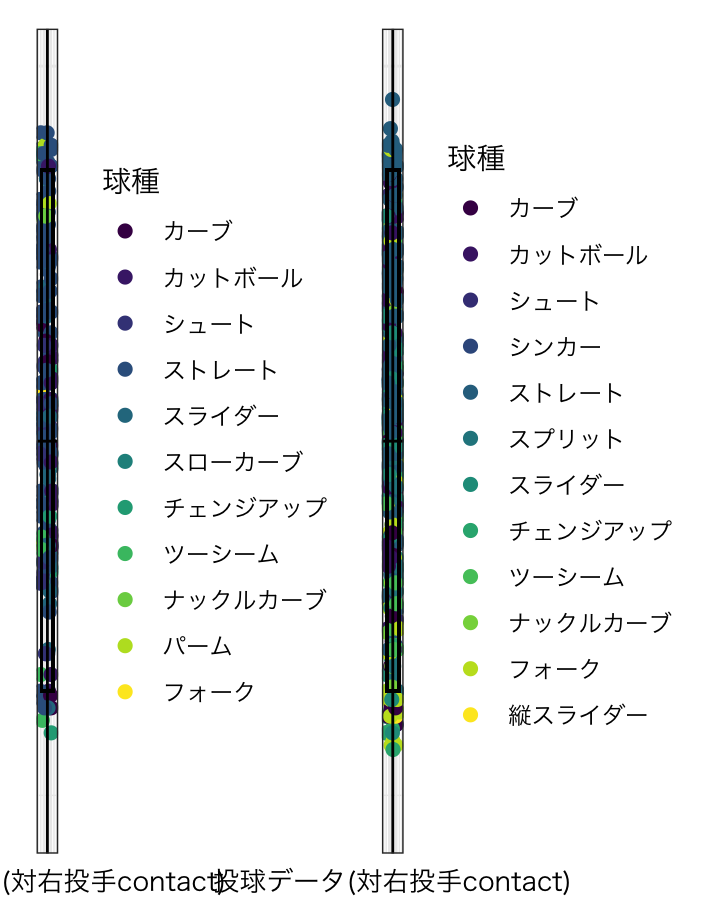 球種
カーブ
カットボール
シュート
ストレート
スライダー
スローカーブ
チェンジアップ
ツーシーム
ナックルカーブ
パーム
フォーク
球種
カーブ
カットボール
シュート
シンカー
ストレート
スプリット
スライダー
チェンジアップ
ツーシーム
ナックルカーブ
フォーク
縦スライダー
(対右投手contact)
投球データ(対右投手contact)